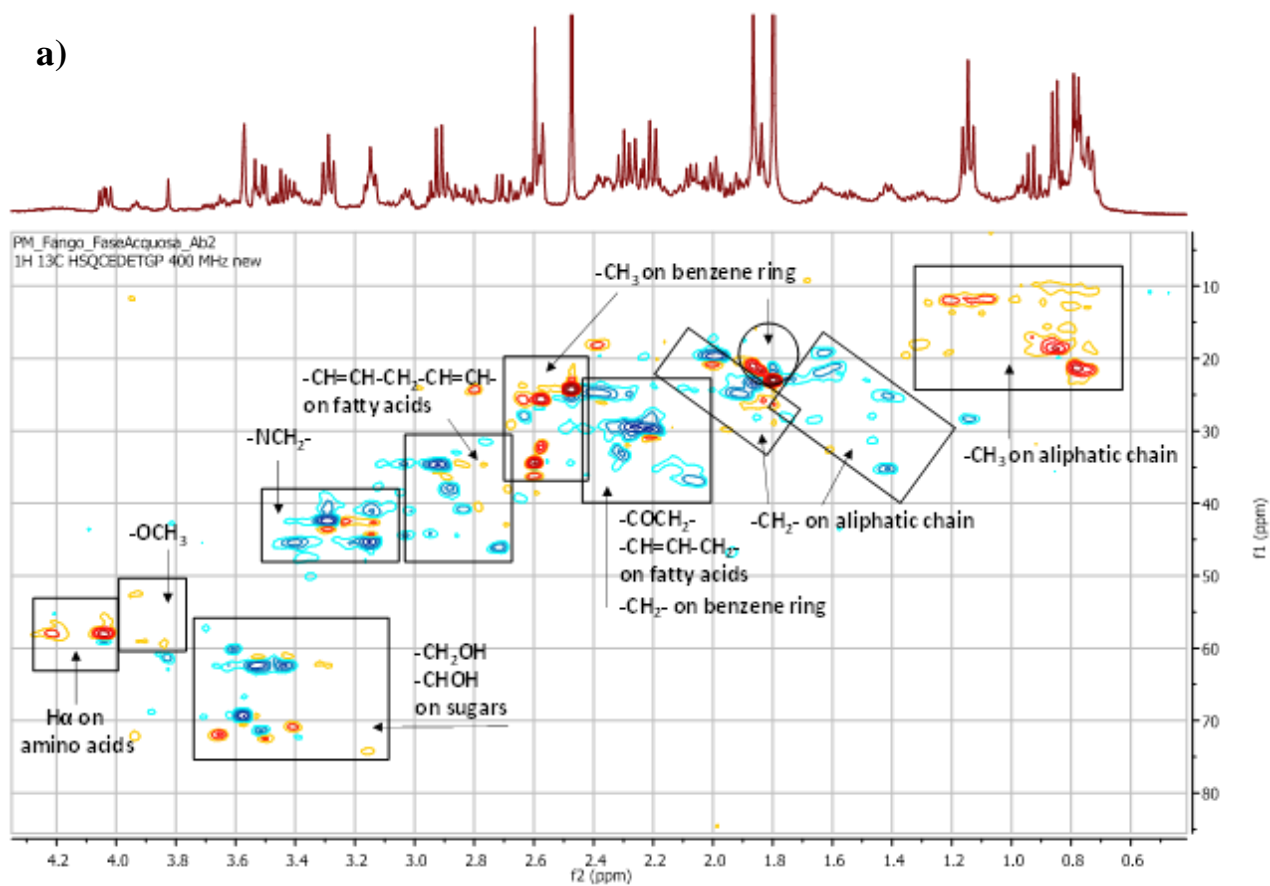 a)
PM_Fango_FaseAcquosa_Ab2
1H 13C HSQCEDETGP 400 MHz new
-CH₃ on benzene ring
-CH=CH-CH₂-CH=CH-
on fatty acids
-NCH₂-
-OCH₃
-CH₃ on aliphatic chain
-COCH₂-
-CH=CH-CH₂-
on fatty acids
-CH₂- on benzene ring
-CH₂- on aliphatic chain
-CH₂OH
-CHOH
on sugars
Hα on
amino acids
10
20
30
40
50
60
70
80
f1 (ppm)
4.2 4.0 3.8 3.6 3.4 3.2 3.0 2.8 2.6 2.4 2.2 2.0 1.8 1.6 1.4 1.2 1.0 0.8 0.6
f2 (ppm)